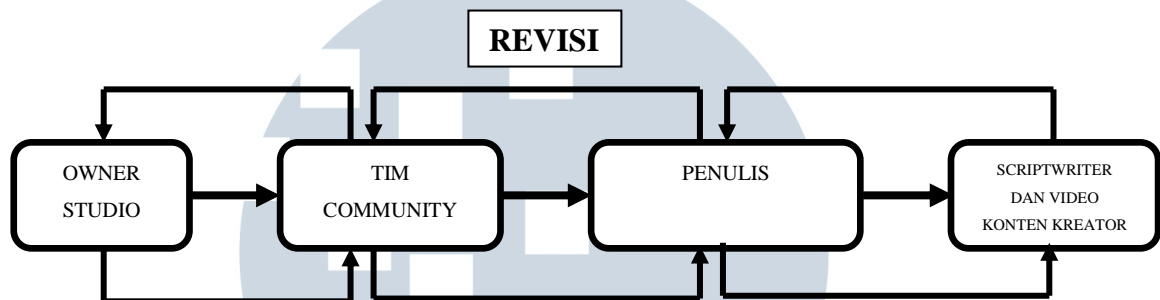 REVISI
OWNER
STUDIO
TIM
COMMUNITY
PENULIS
SCRIPTWRITER
DAN VIDEO
KONTEN KREATOR